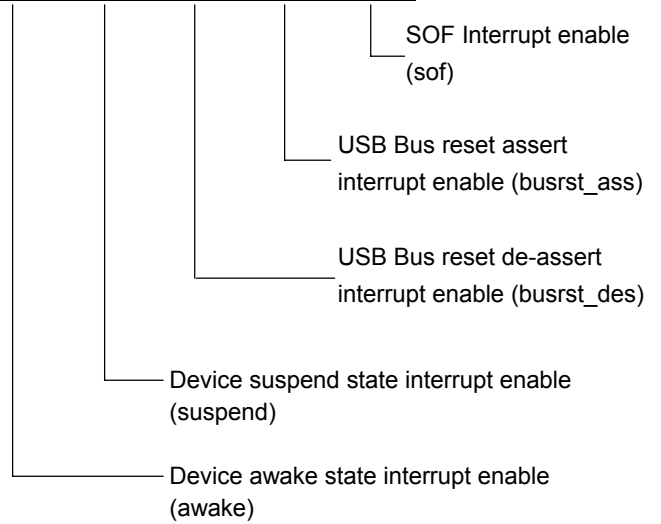 SOF Interrupt enable
(sof)
USB Bus reset assert
interrupt enable (busrst_ass)
USB Bus reset de-assert
interrupt enable (busrst_des)
Device suspend state interrupt enable
(suspend)
Device awake state interrupt enable
(awake)